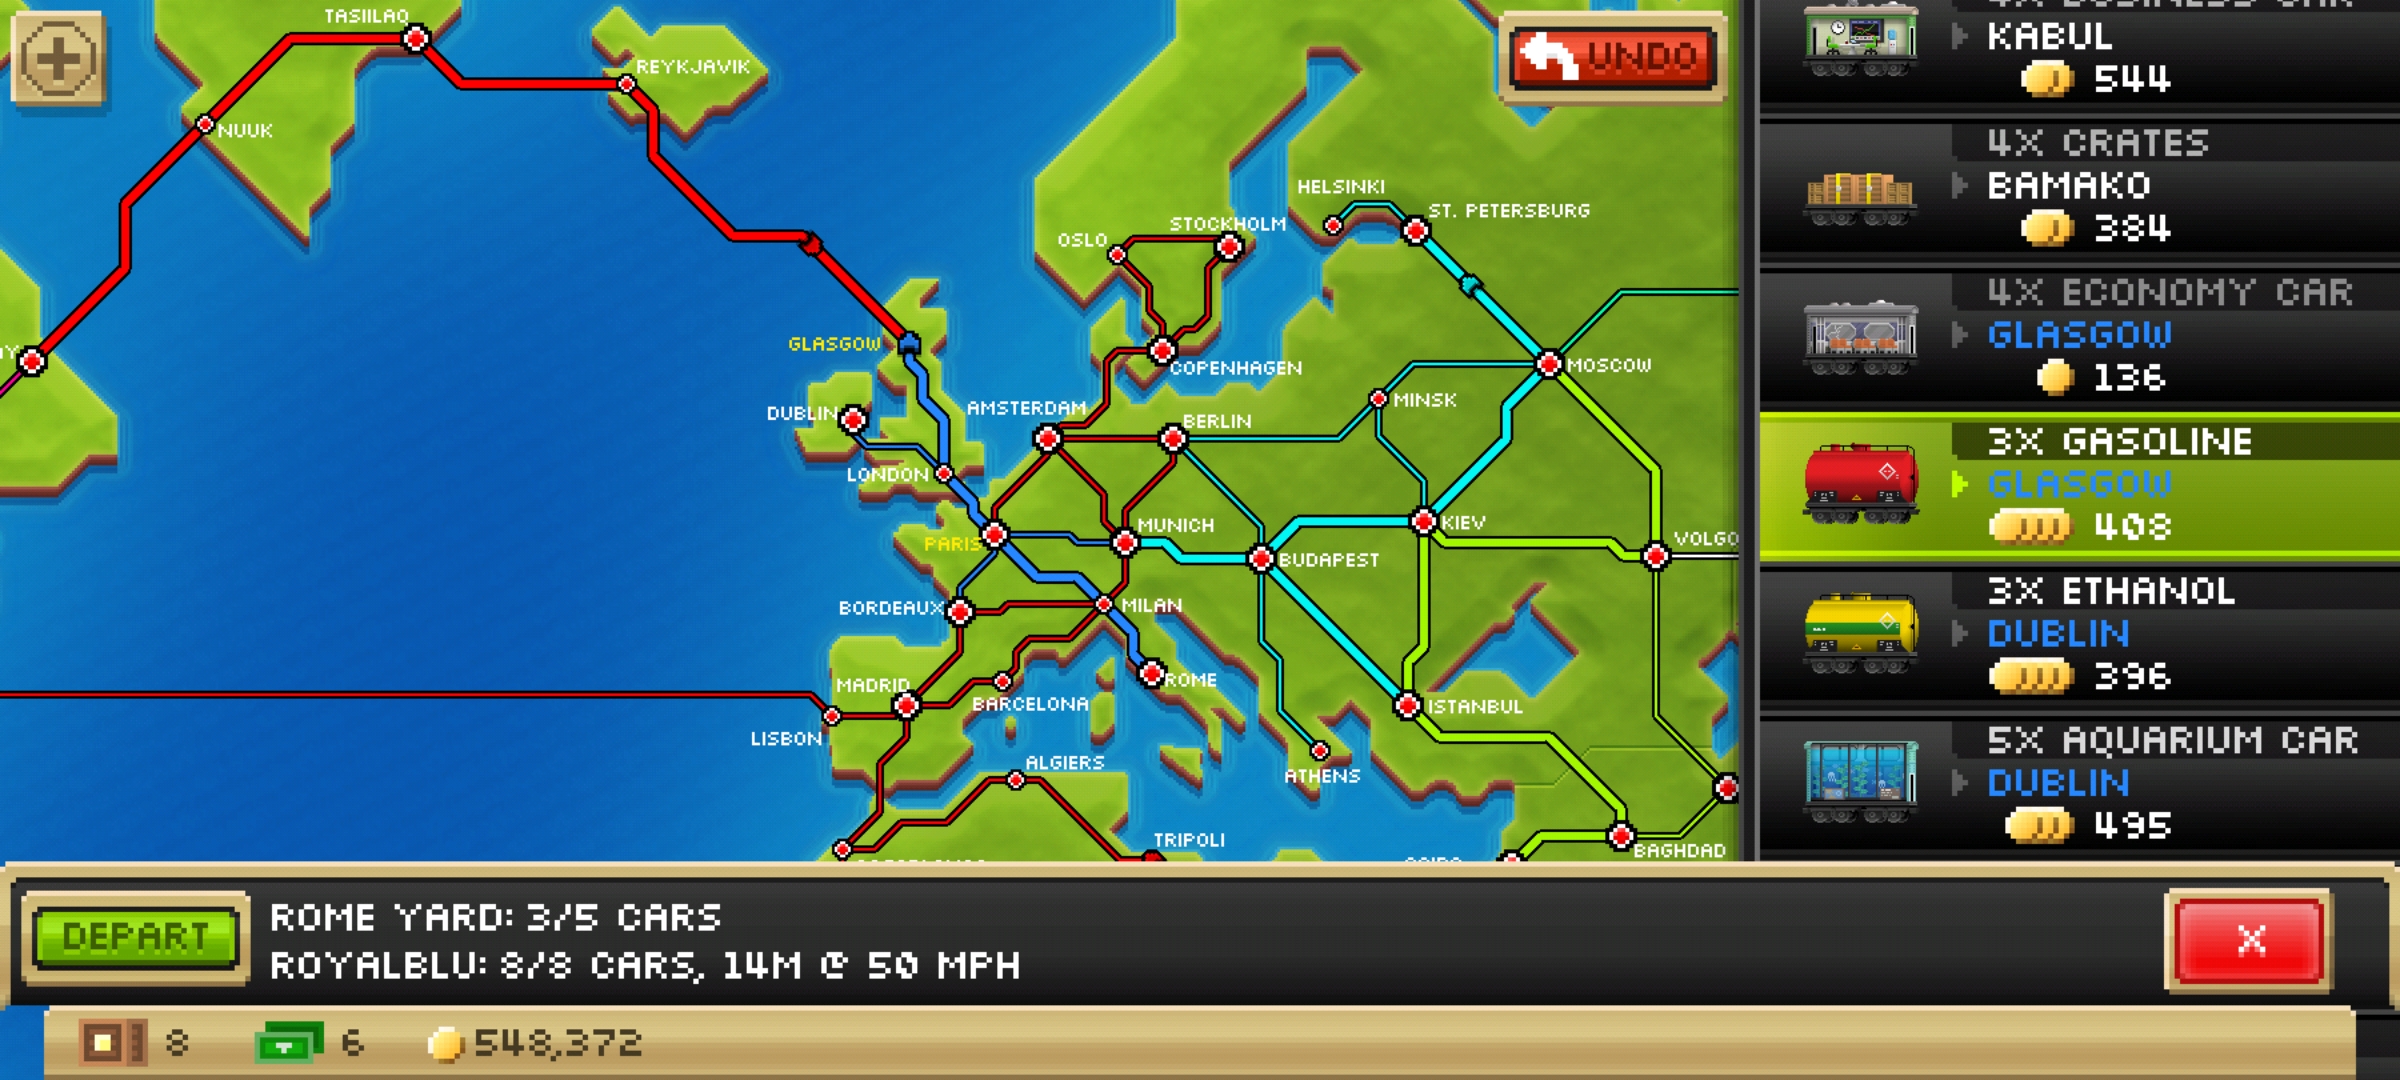 TASIILAQ
REYKJAVIK
NUUK
UNDO
HELSINKI
ST. PETERSBURG
STOCKHOLM
OSLO
GLASGOW
COPENHAGEN
MOSCOW
DUBLIN
AMSTERDAM
BERLIN
MINSK
LONDON
PARIS
MUNICH
KIEV
VOLGO
BUDAPEST
BORDEAUX
MILAN
MADRID
ROME
BARCELONA
ISTANBUL
LISBON
ALGIERS
ATHENS
TRIPOLI
BAGHDAD
4X BUSINESS CAR
KABUL
544
4X CRATES
BAMAKO
384
4X ECONOMY CAR
GLASGOW
136
3X GASOLINE
GLASGOW
408
3X ETHANOL
DUBLIN
396
5X AQUARIUM CAR
DUBLIN
495
DEPART
ROME YARD: 3/5 CARS
ROYALBLU: 8/8 CARS, 14M @ 50 MPH
X
8
6
548,372